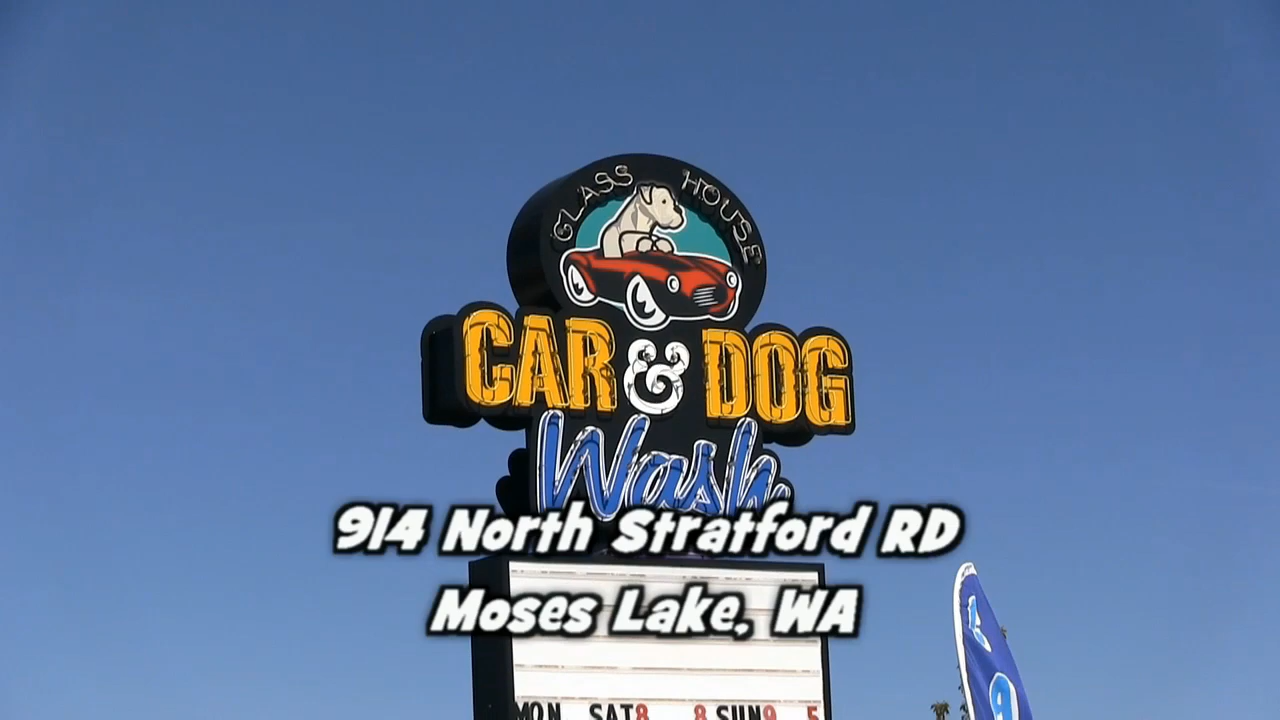 GLASS HOUSE
CAR & DOG
Wash
914 North Stratford RD
Moses Lake, WA
MON SAT8 8 SUN9 5